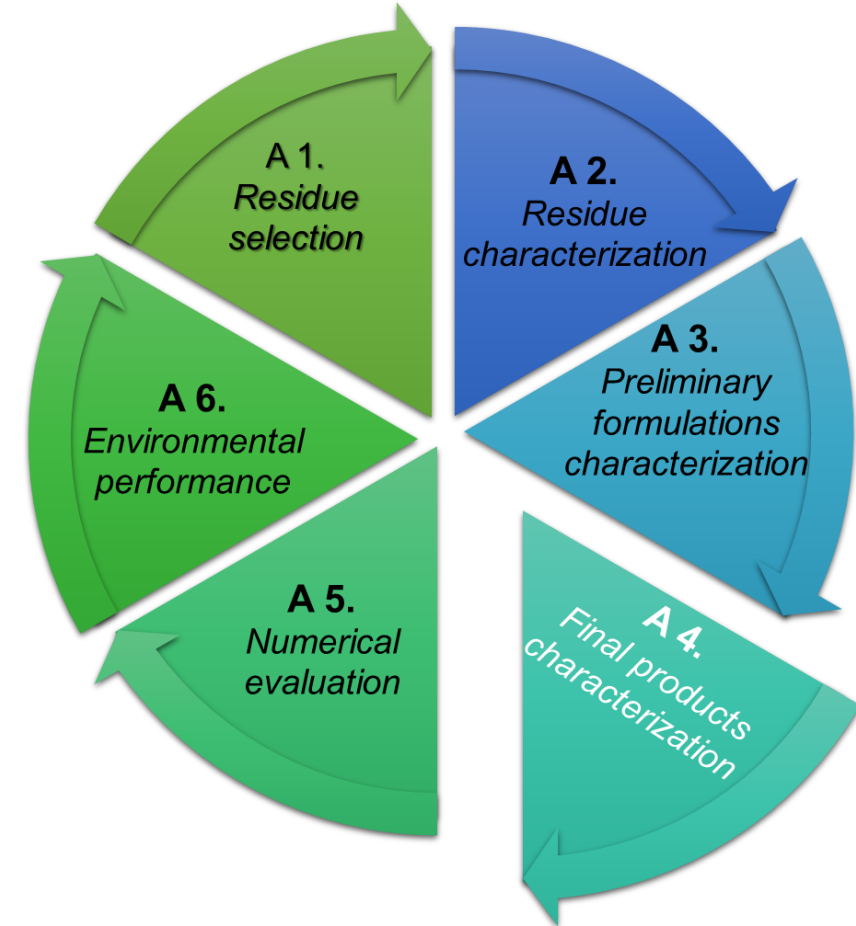 A 1.
Residue
selection
A 2.
Residue
characterization
A 3.
Preliminary
formulations
characterization
A 4.
Final products
characterization
A 5.
Numerical
evaluation
A 6.
Environmental
performance